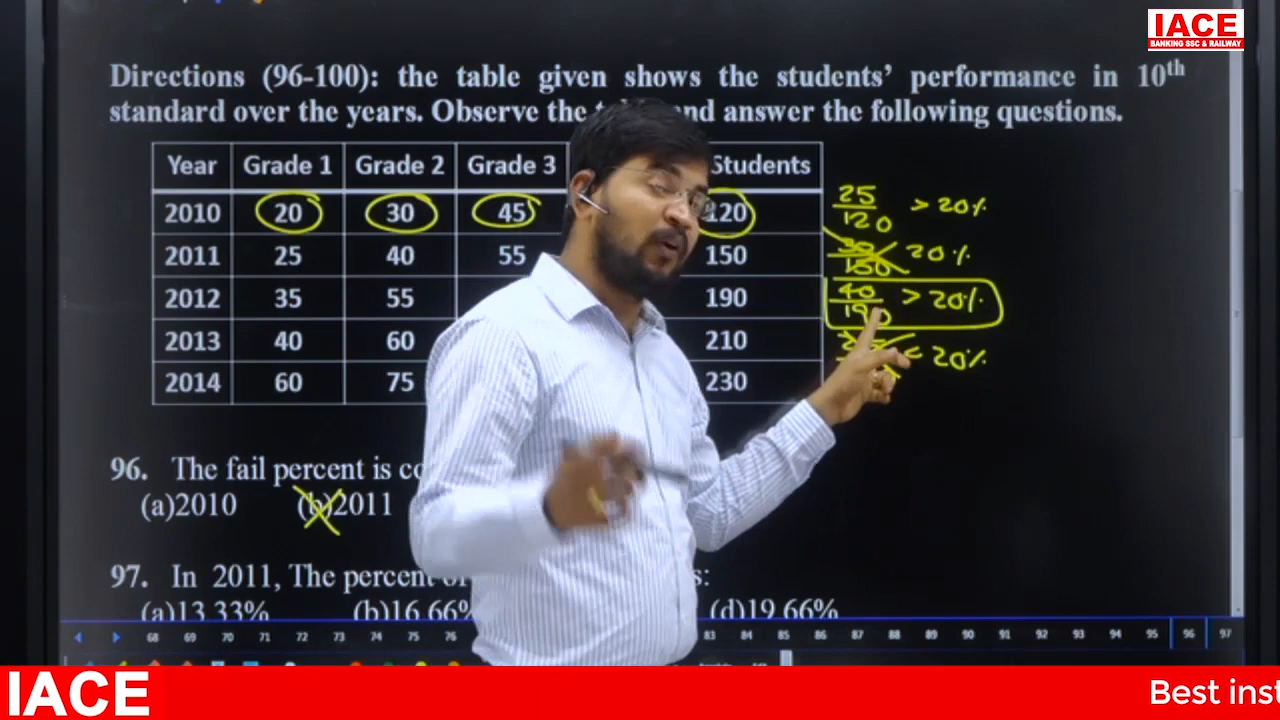 IACE
BANKING SSC & RAILWAY
Directions (96-100): the table given shows the students' performance in 10th
standard over the years. Observe the and answer the following questions.
Year Grade 1 Grade 2 Grade 3 Students
2010 20 30 45 120
2011 25 40 55 150
2012 35 55 190
2013 40 60 210
2014 60 75 230
25/120 > 20%
30/150 20%
40/190 > 20%
< 20%
96. The fail percent is
(a)2010 (b)2011
97. In 2011, The percent
(a)13.33% (b)16.66% (d)19.66%
68 69 70 71 72 73 74 75 76 83 84 85 86 87 88 89 90 91 92 93 94 95 96 97
IACE
Best inst